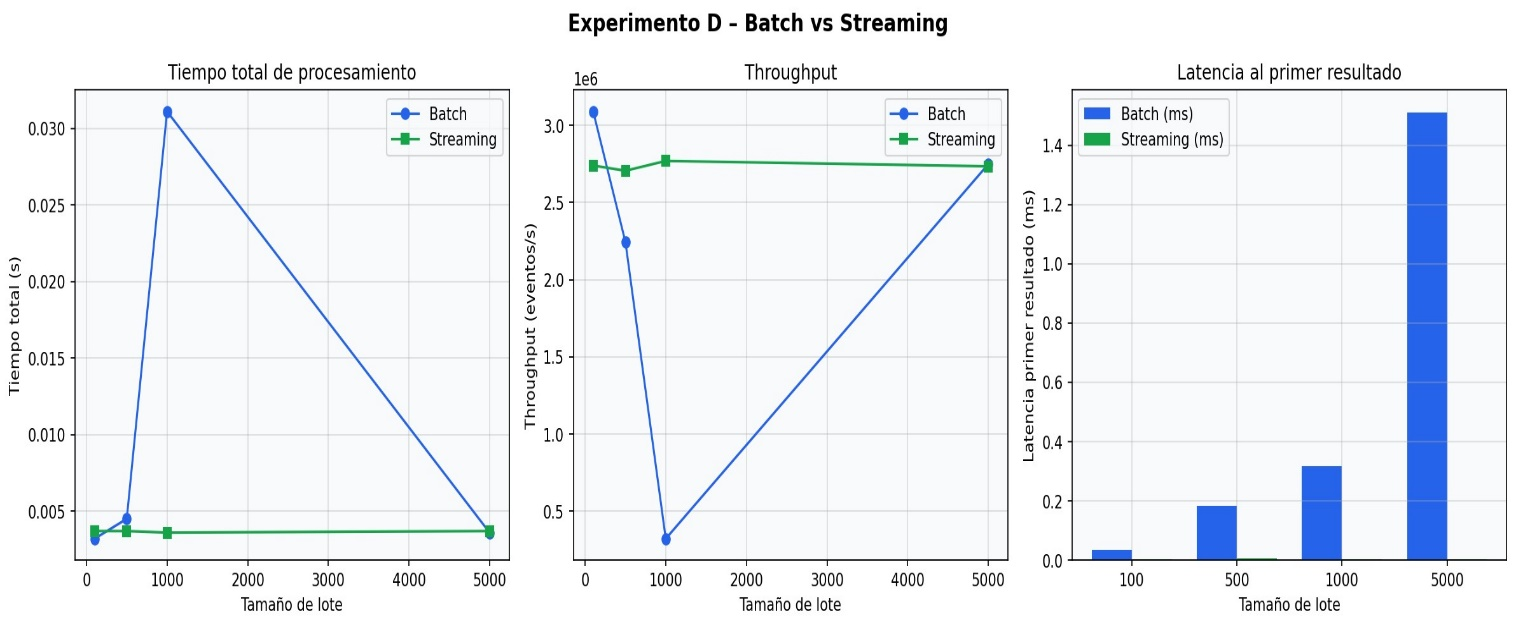 Experimento D – Batch vs Streaming
Tiempo total de procesamiento
Batch
Streaming
Tiempo total (s)
0.030
0.025
0.020
0.015
0.010
0.005
0 1000 2000 3000 4000 5000
Tamaño de lote
Throughput
1e6
Batch
Streaming
Throughput (eventos/s)
3.0
2.5
2.0
1.5
1.0
0.5
0 1000 2000 3000 4000 5000
Tamaño de lote
Latencia al primer resultado
Batch (ms)
Streaming (ms)
Latencia primer resultado (ms)
1.4
1.2
1.0
0.8
0.6
0.4
0.2
0.0
100 500 1000 5000
Tamaño de lote